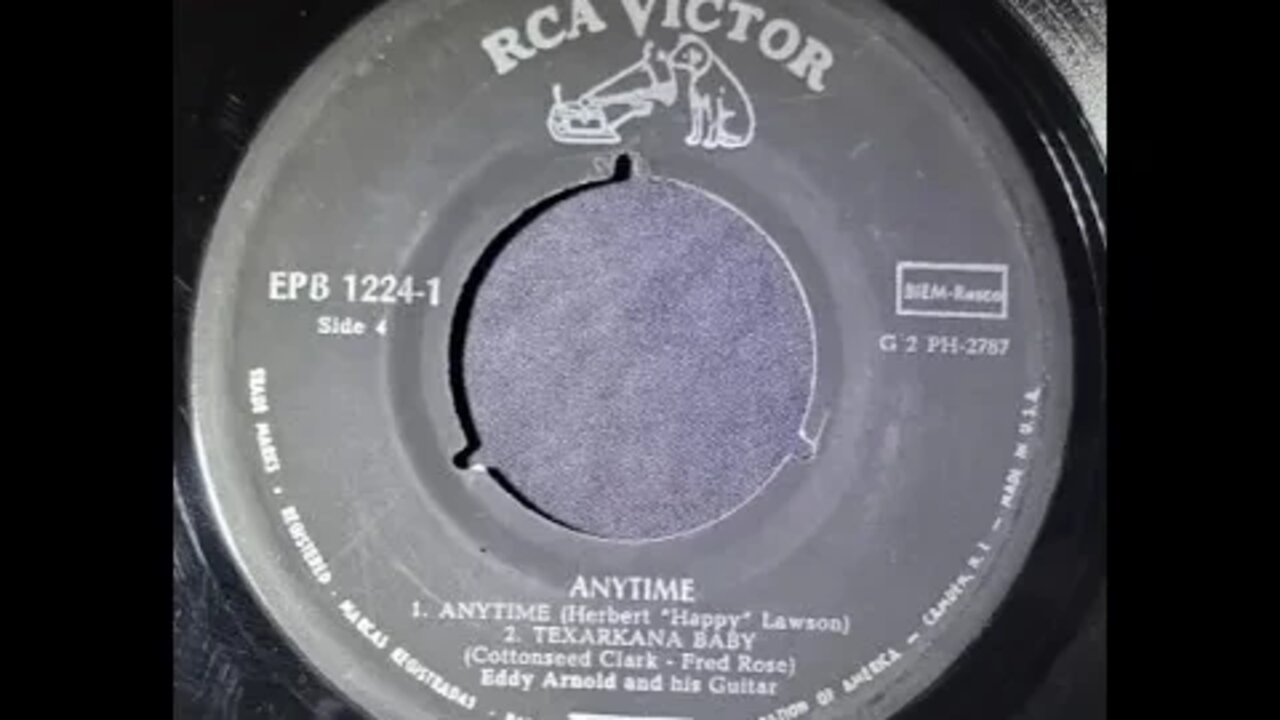 RCA VICTOR
EPB 1224-1
Side 4
BIEM-Rasco
G 2 PH-2787
ANYTIME
1. ANYTIME (Herbert "Happy" Lawson)
2. TEXARKANA BABY
(Cottonseed Clark - Fred Rose)
Eddy Arnold and his Guitar
TRADE MARKS • REGISTERED • MARCAS REGISTRADAS • OF AMERICA — CAMDEN, N. J. — MADE IN U.S.A.